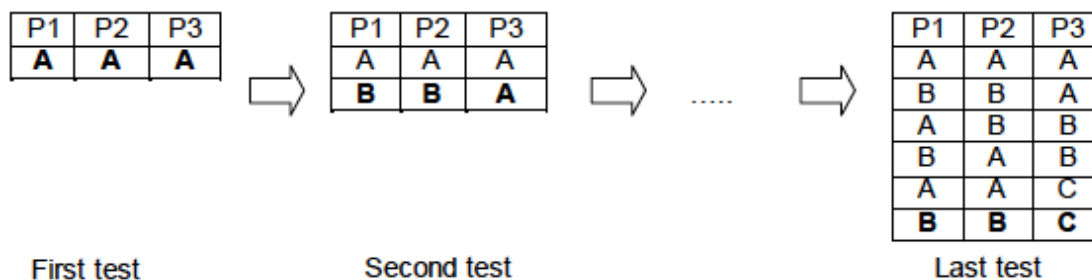 P1 P2 P3
A A A
P1 P2 P3
A A A
B B A
.....
P1 P2 P3
A A A
B B A
A B B
B A B
A A C
B B C
First test
Second test
Last test